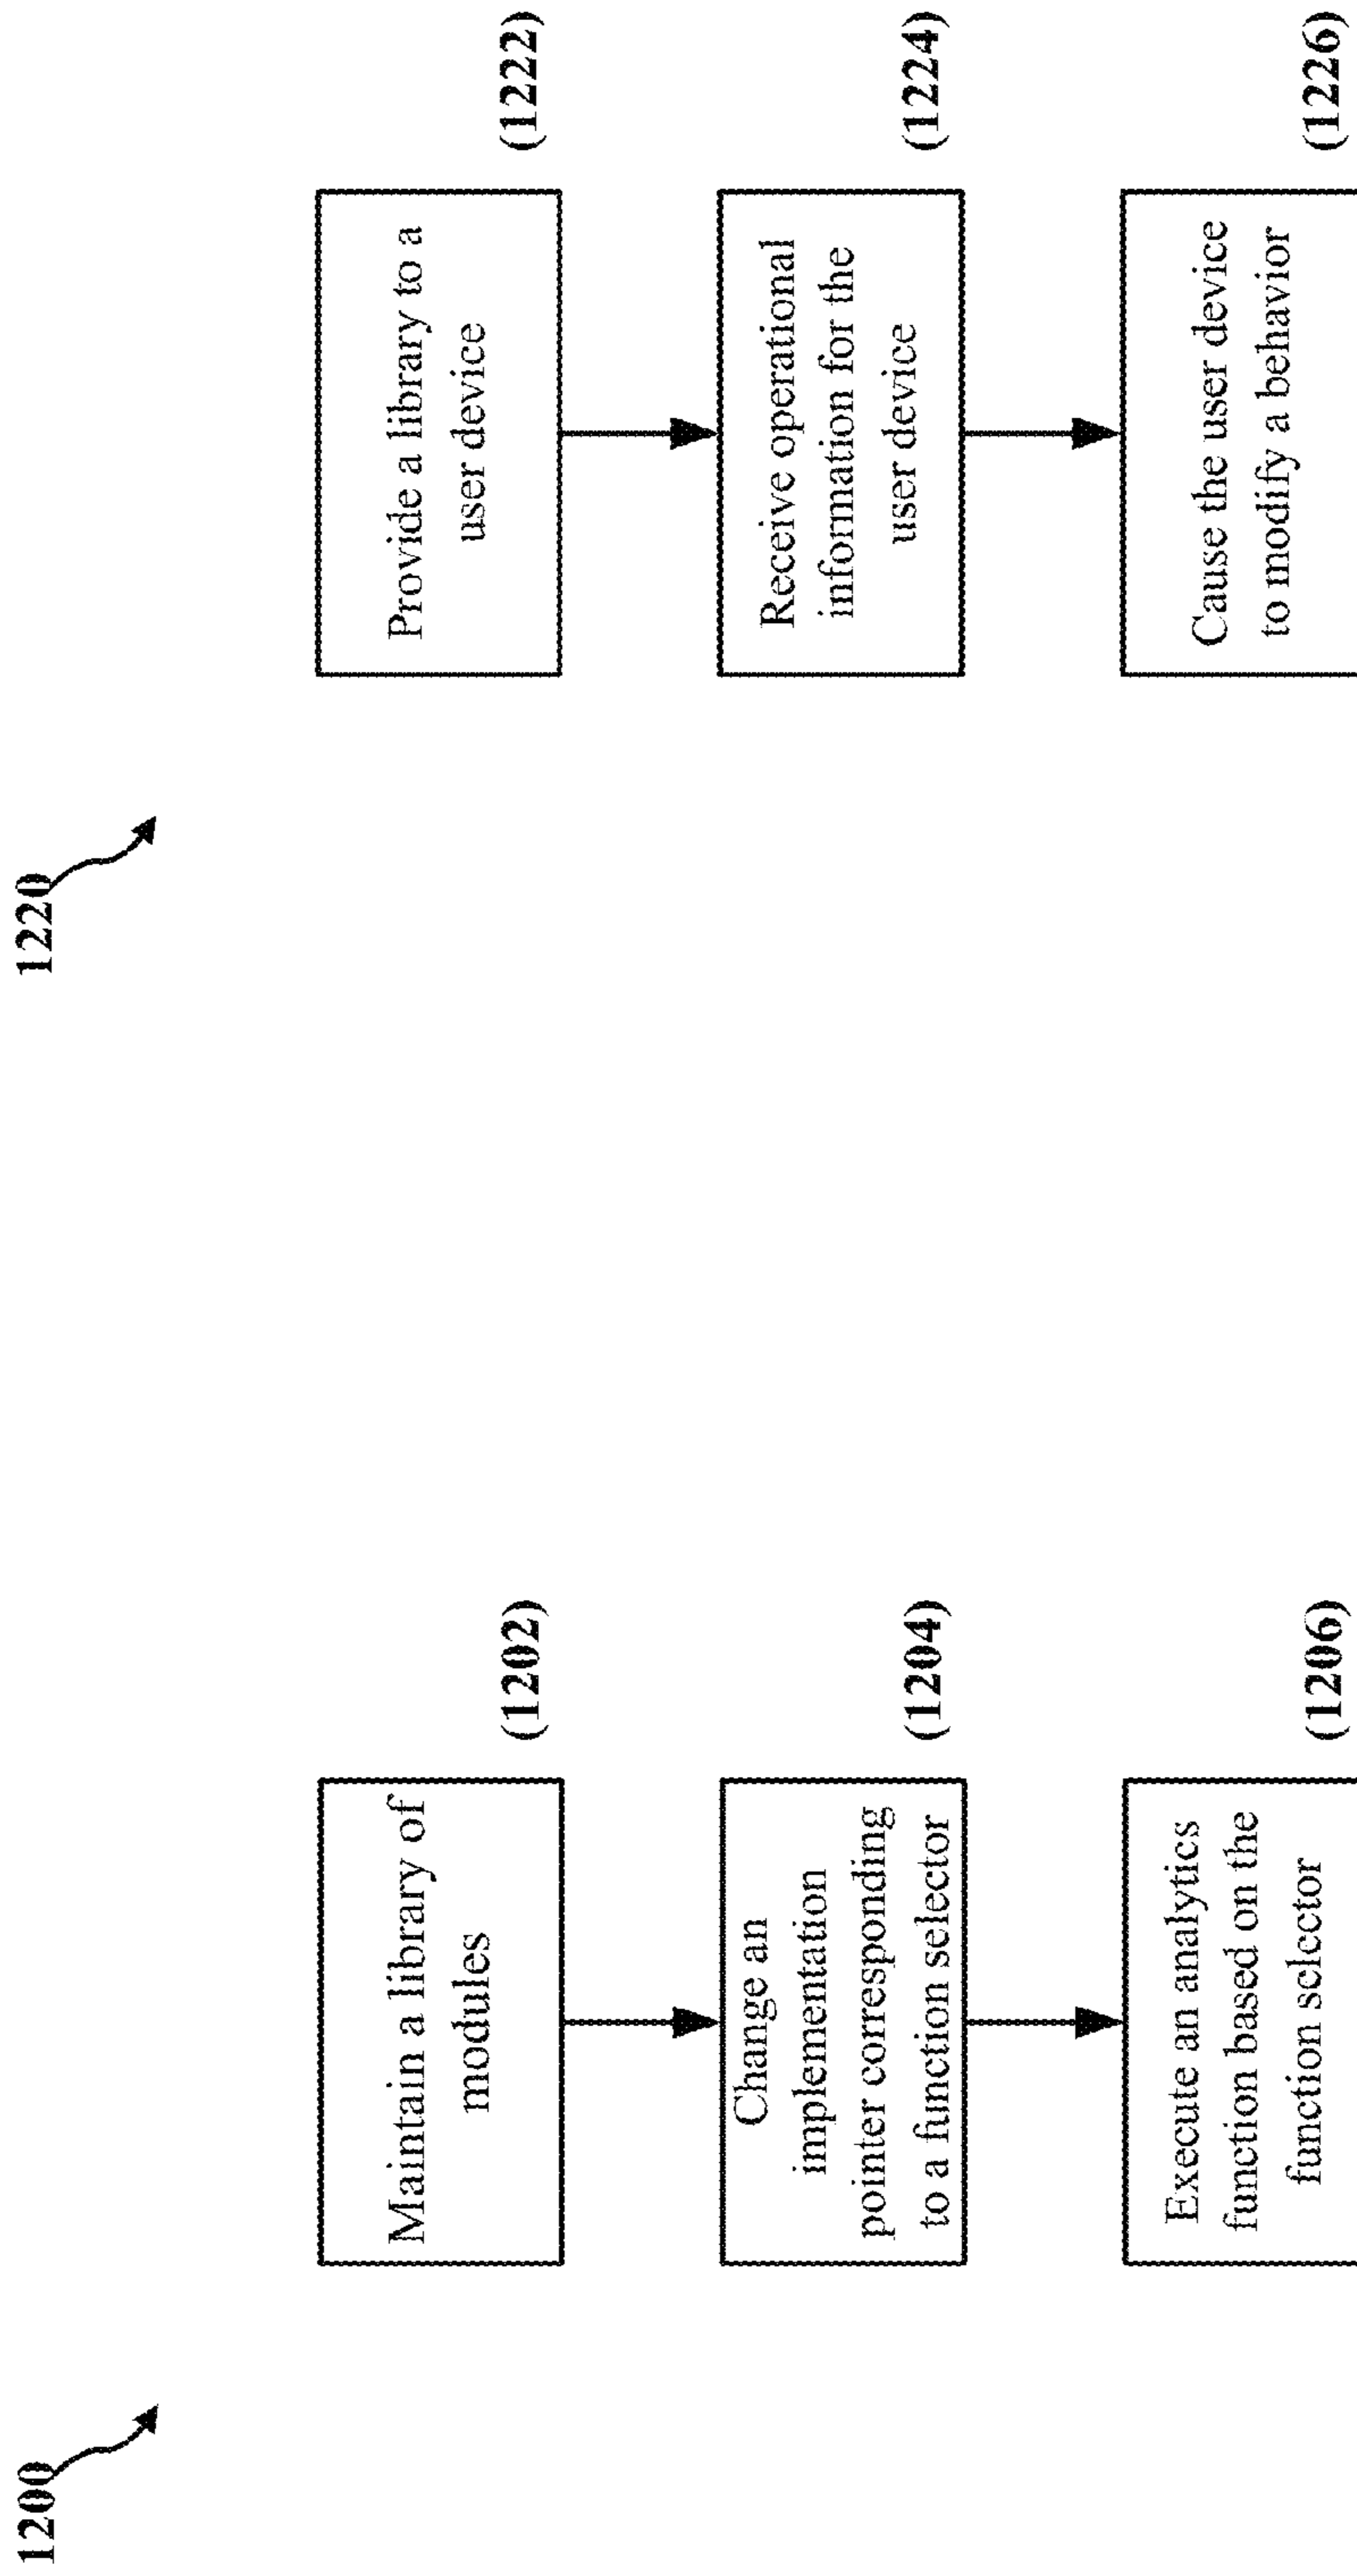 1200
Maintain a library of
modules
(1202)
Change an
implementation
pointer corresponding
to a function selector
(1204)
Execute an analytics
function based on the
function selector
(1206)
1220
Provide a library to a
user device
(1222)
Receive operational
information for the
user device
(1224)
Cause the user device
to modify a behavior
(1226)